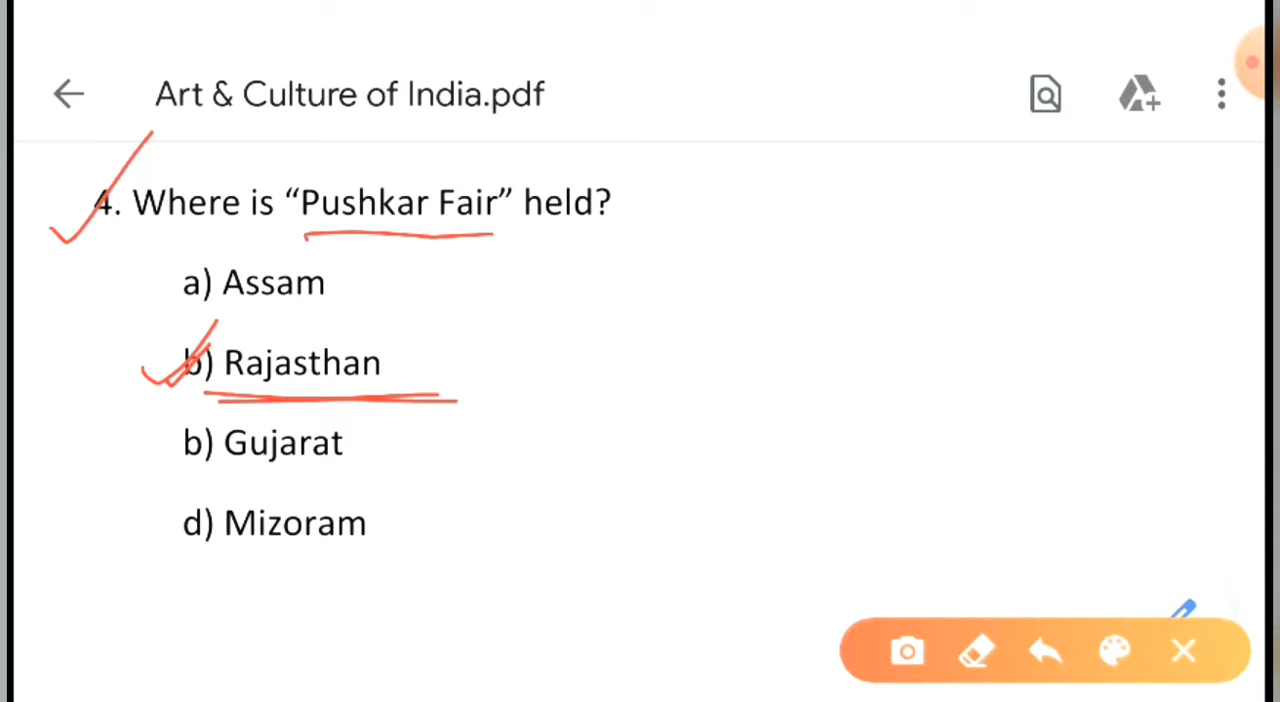 Art & Culture of India.pdf
4. Where is “Pushkar Fair” held?
a) Assam
b) Rajasthan
b) Gujarat
d) Mizoram